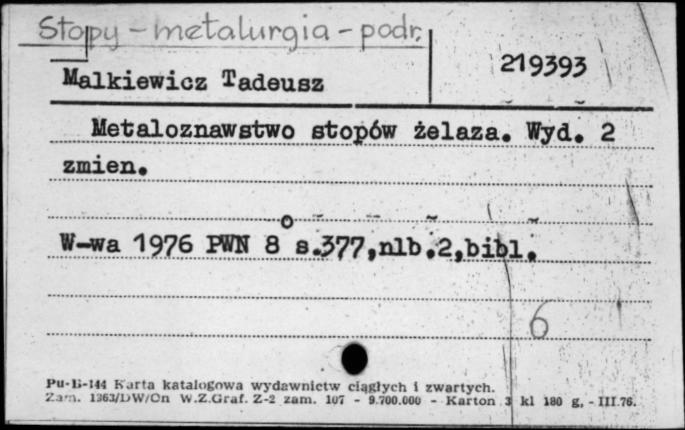 Stopy - metalurgia - podr.
219393
Malkiewicz Tadeusz
Metaloznawstwo stopów żelaza. Wyd. 2
zmien.
W-wa 1976 PWN 8° s.377,nlb.2,bibl.
6
Pu-B-144 Karta katalogowa wydawnictw ciągłych i zwartych.
Zam. 1363/DW/On W.Z.Graf. Z-2 zam. 107 - 9.700.000 - Karton 3 kl 180 g, - III.76.